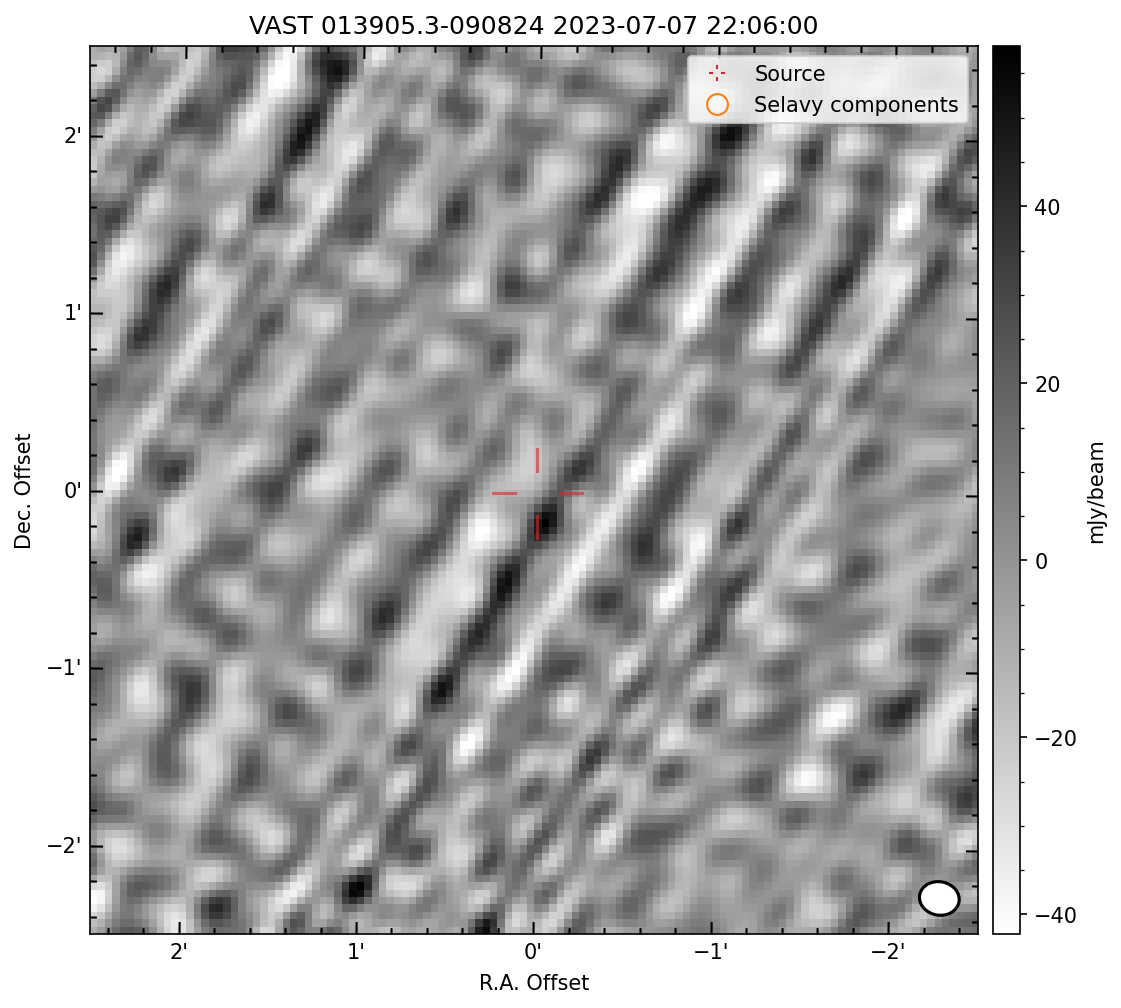 VAST 013905.3-090824 2023-07-07 22:06:00
Source
Selavy components
2'
1'
0'
−1'
−2'
Dec. Offset
2'
1'
0'
−1'
−2'
R.A. Offset
40
20
0
−20
−40
mJy/beam